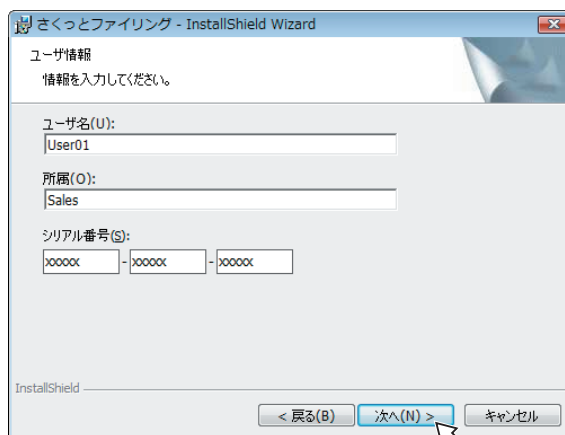 さくっとファイリング - InstallShield Wizard
ユーザ情報
情報を入力してください。
ユーザ名(U):
User01
所属(O):
Sales
シリアル番号(S):
xxxxx - xxxxx - xxxxx
InstallShield
< 戻る(B) 次へ(N) > キャンセル